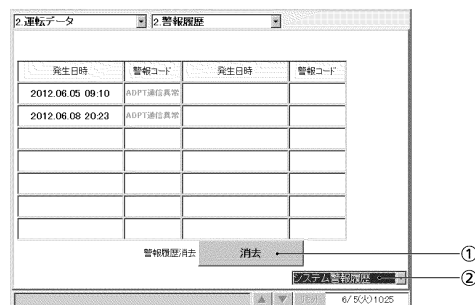 2.運転データ 2.警報履歴
発生日時 警報コード 発生日時 警報コード
2012.06.05 09:10 ADPT通信異常
2012.06.08 20:23 ADPT通信異常
警報履歴消去 消去 ①
システム警報履歴 ②
6/ 5(火)10:25